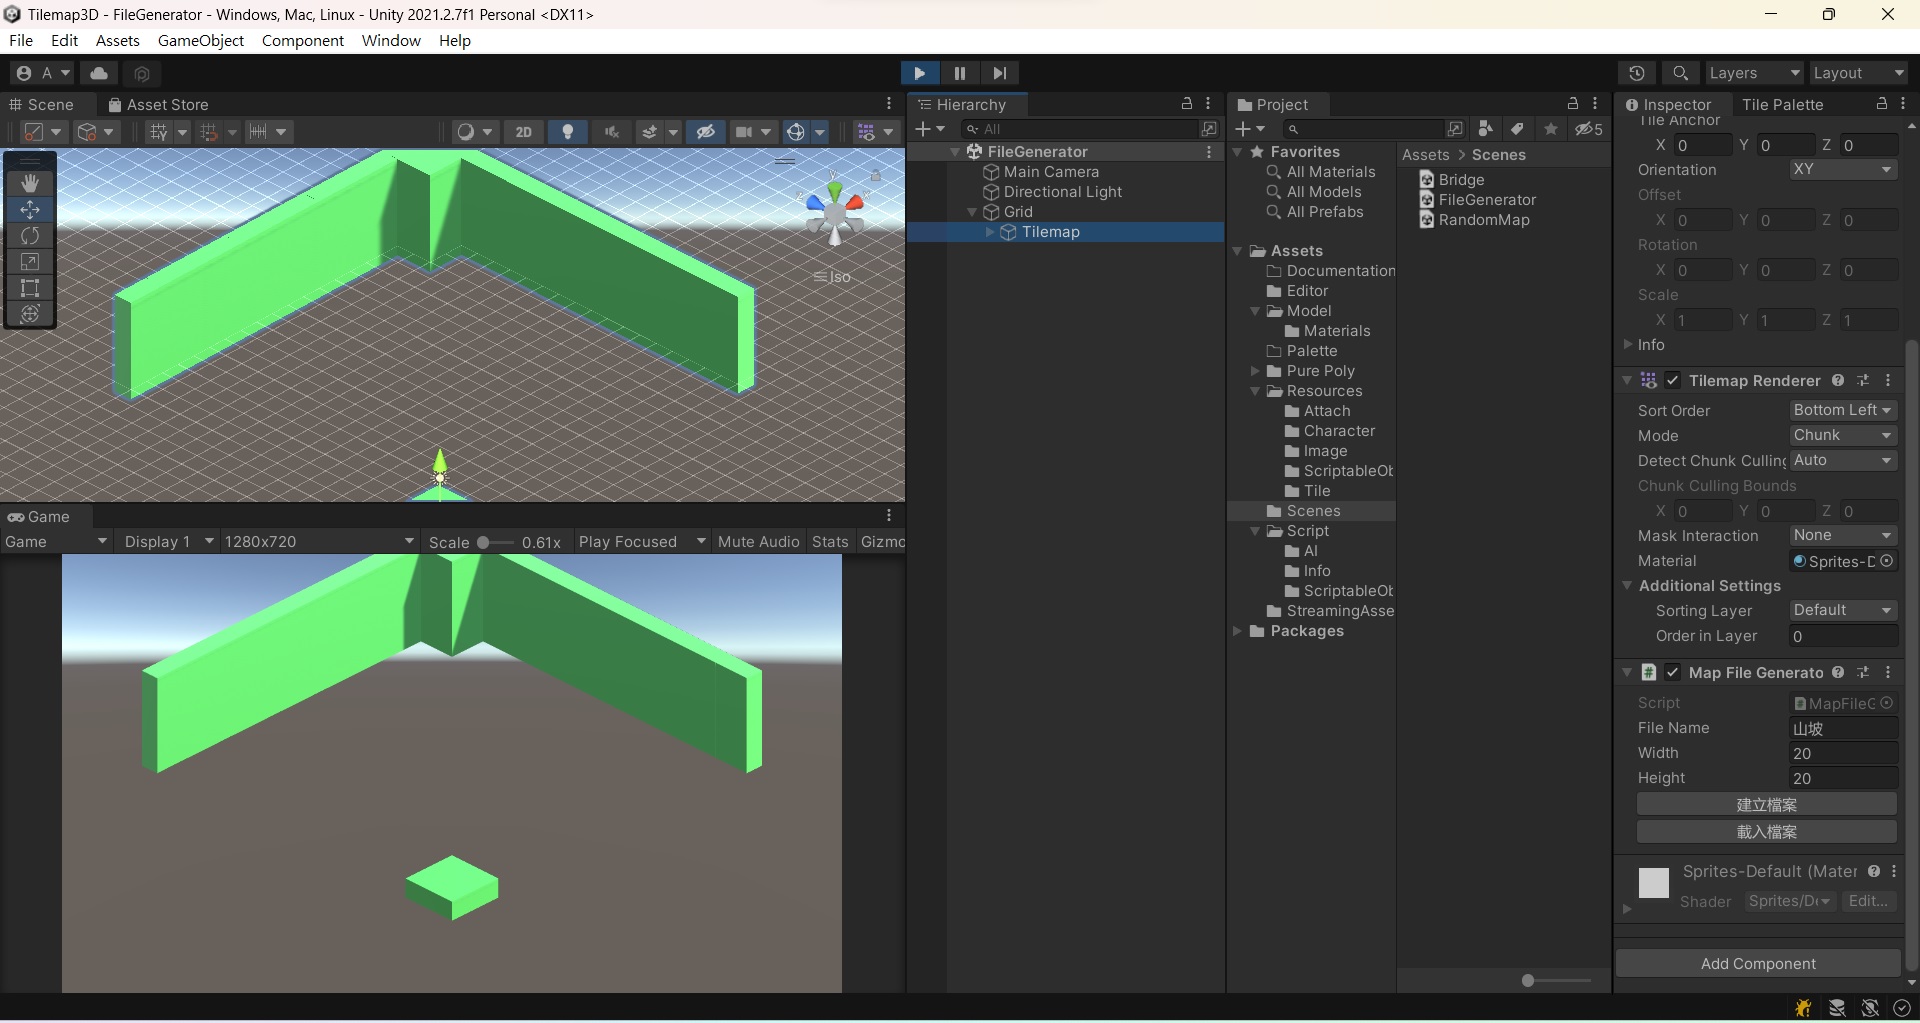 Tilemap3D - FileGenerator - Windows, Mac, Linux - Unity 2021.2.7f1 Personal <DX11>
File Edit Assets GameObject Component Window Help
A
Layers
Layout
Scene
Asset Store
2D
y
x
z
Iso
Game
Game
Display 1
1280x720
Scale
0.61x
Play Focused
Mute Audio
Stats
Gizmo
Hierarchy
All
FileGenerator
Main Camera
Directional Light
Grid
Tilemap
Project
5
Favorites
All Materials
All Models
All Prefabs
Assets
Documentation
Editor
Model
Materials
Palette
Pure Poly
Resources
Attach
Character
Image
ScriptableOb
Tile
Scenes
Script
AI
Info
ScriptableOb
StreamingAsse
Packages
Assets > Scenes
Bridge
FileGenerator
RandomMap
Inspector
Tile Palette
Tile Anchor
X 0 Y 0 Z 0
Orientation XY
Offset
X 0 Y 0 Z 0
Rotation
X 0 Y 0 Z 0
Scale
X 1 Y 1 Z 1
Info
Tilemap Renderer
Sort Order Bottom Left
Mode Chunk
Detect Chunk Culling Auto
Chunk Culling Bounds
X 0 Y 0 Z 0
Mask Interaction None
Material Sprites-D
Additional Settings
Sorting Layer Default
Order in Layer 0
# Map File Generato
Script MapFileG
File Name 山坡
Width 20
Height 20
建立檔案
載入檔案
Sprites-Default (Mater
Shader Sprites/De Edit...
Add Component